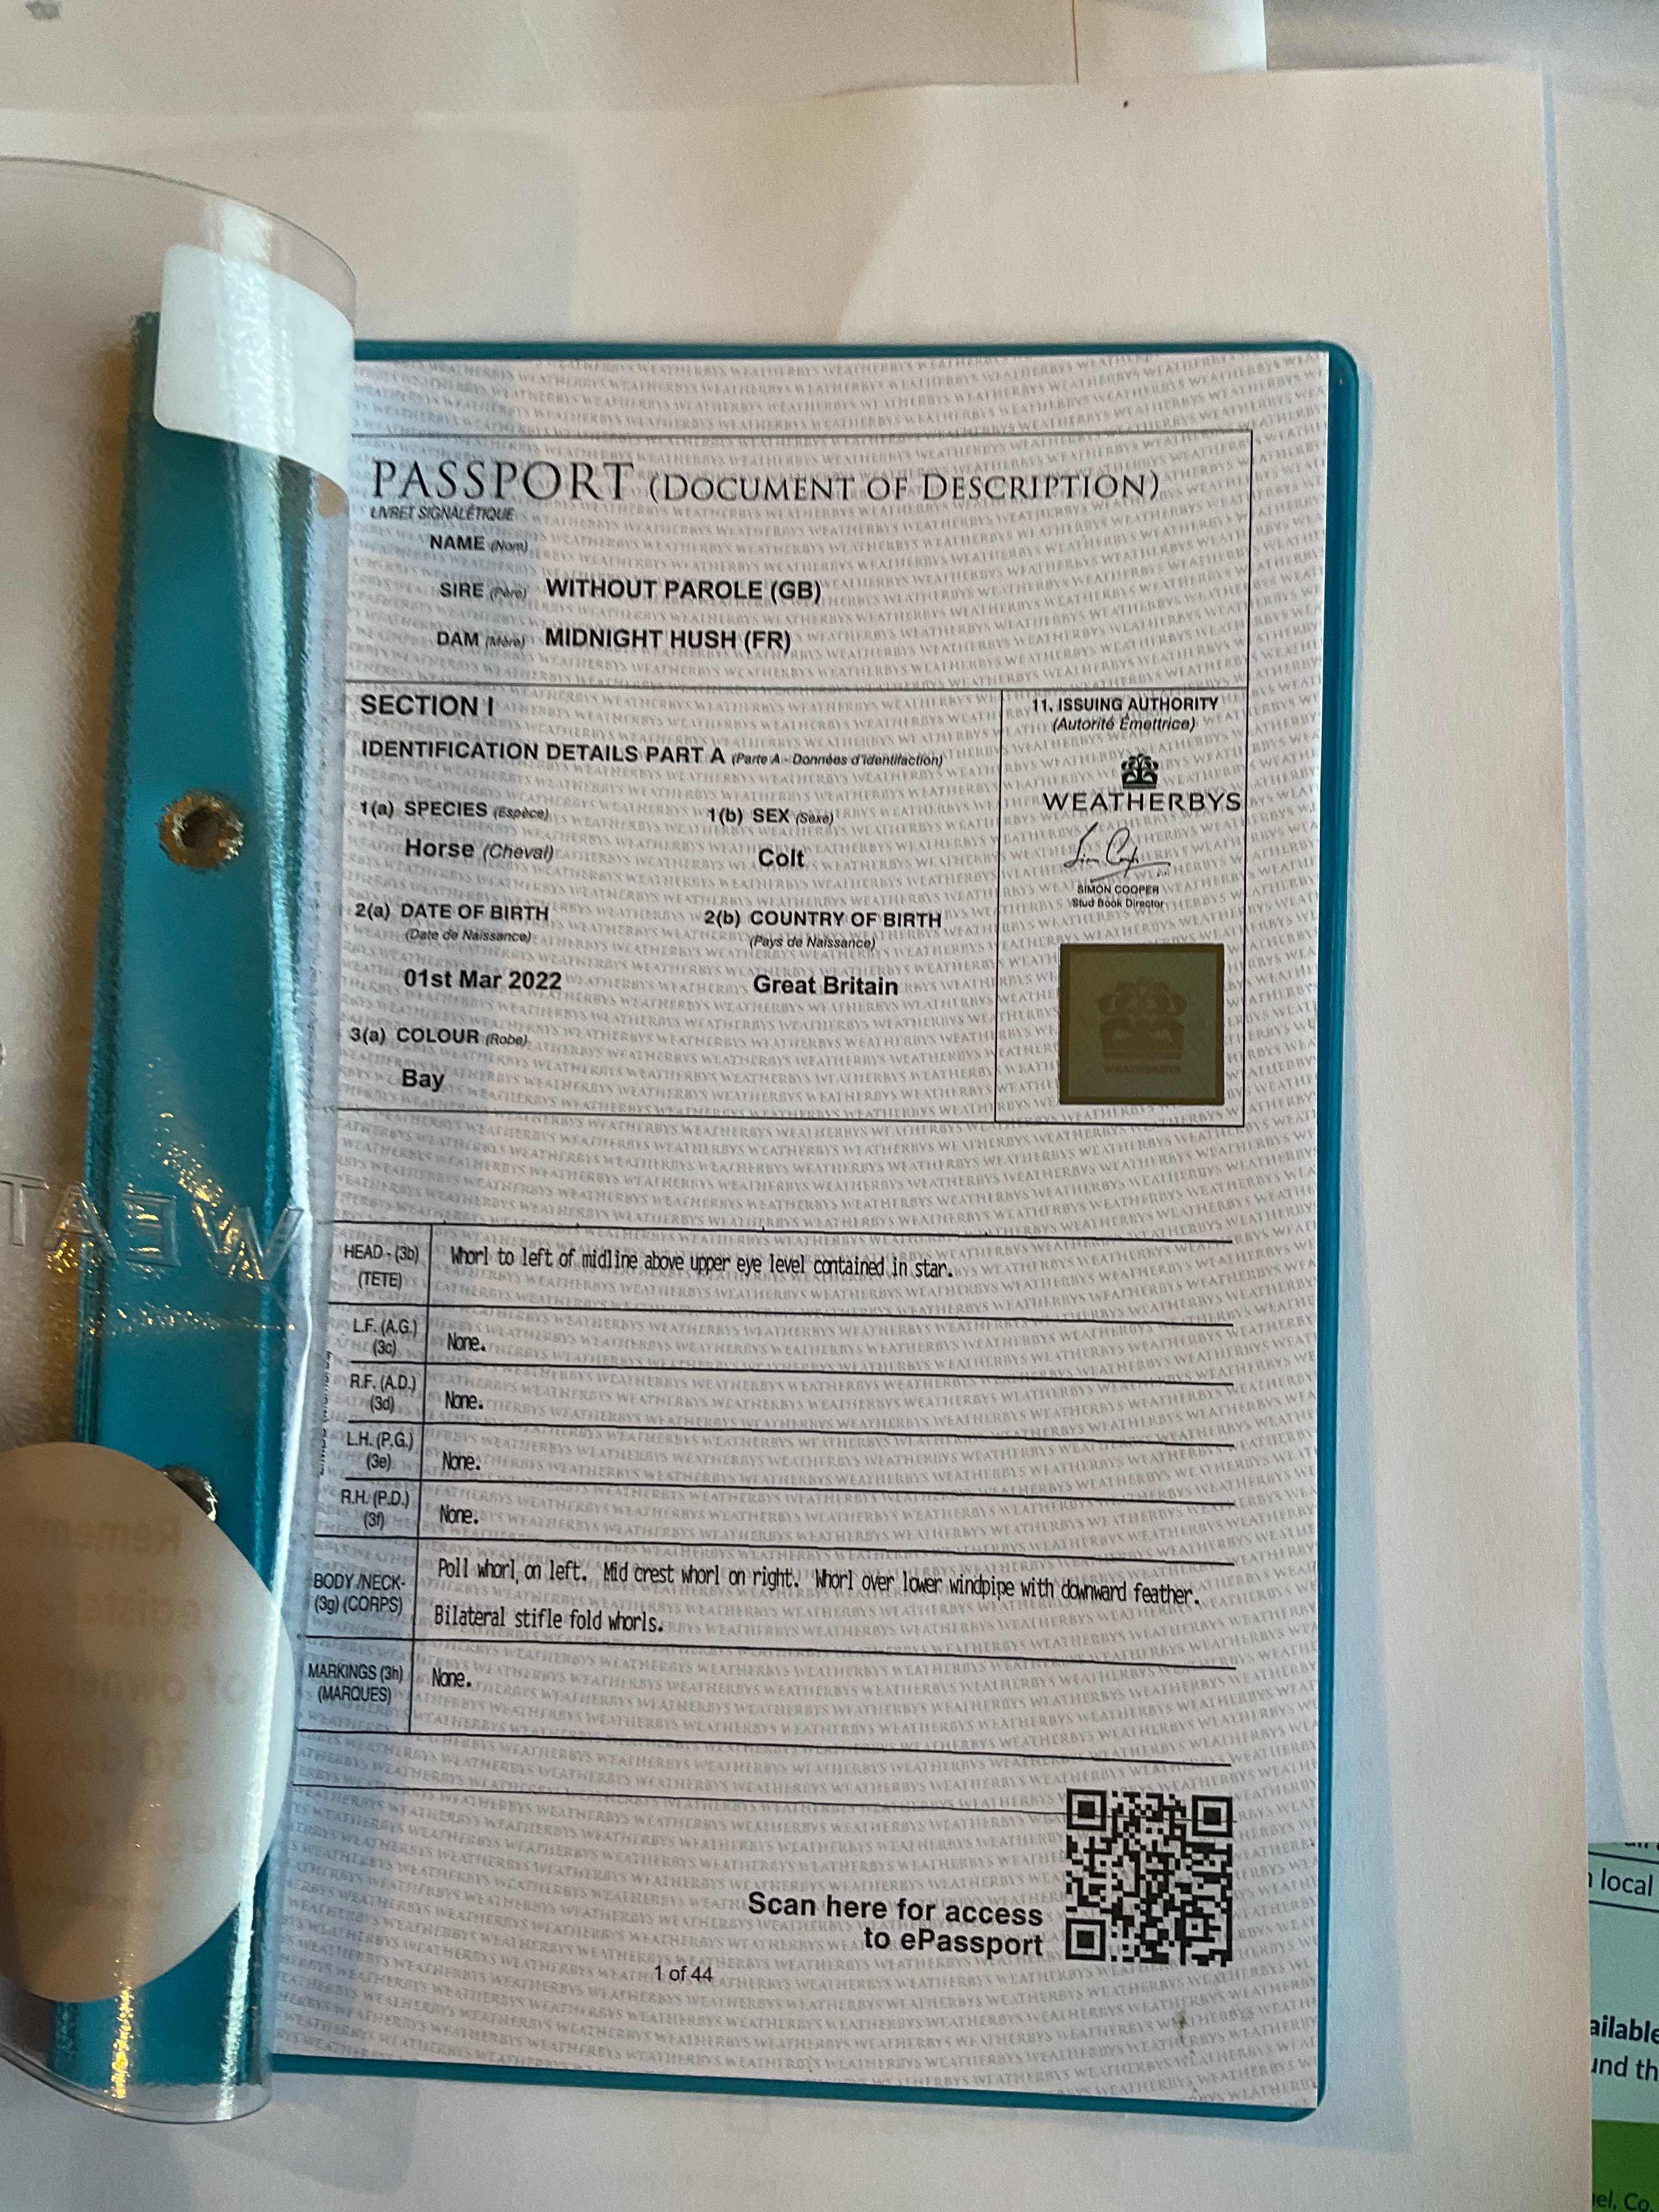 PASSPORT (DOCUMENT OF DESCRIPTION)
LIVRET SIGNALÉTIQUE
NAME (Nom)
SIRE (Père) WITHOUT PAROLE (GB)
DAM (Mère) MIDNIGHT HUSH (FR)
SECTION I
IDENTIFICATION DETAILS PART A (Parte A - Données d'identifaction)
1(a) SPECIES (Espèce) 1(b) SEX (Sexe)
Horse (Cheval) Colt
2(a) DATE OF BIRTH 2(b) COUNTRY OF BIRTH
(Date de Naissance) (Pays de Naissance)
01st Mar 2022 Great Britain
3(a) COLOUR (Robe)
Bay
11. ISSUING AUTHORITY
(Autorité Émettrice)
WEATHERBYS
SIMON COOPER
Stud Book Director
WEATHERBYS
HEAD - (3b) Whorl to left of midline above upper eye level contained in star.
(TETE)
L.F. (A.G.) None.
(3c)
R.F. (A.D.) None.
(3d)
L.H. (P.G.) None.
(3e)
R.H. (P.D.) None.
(3f)
BODY/NECK- Poll whorl on left. Mid crest whorl on right. Whorl over lower windpipe with downward feather.
(3g) (CORPS) Bilateral stifle fold whorls.
MARKINGS (3h) None.
(MARQUES)
Scan here for access
to ePassport
1 of 44
local